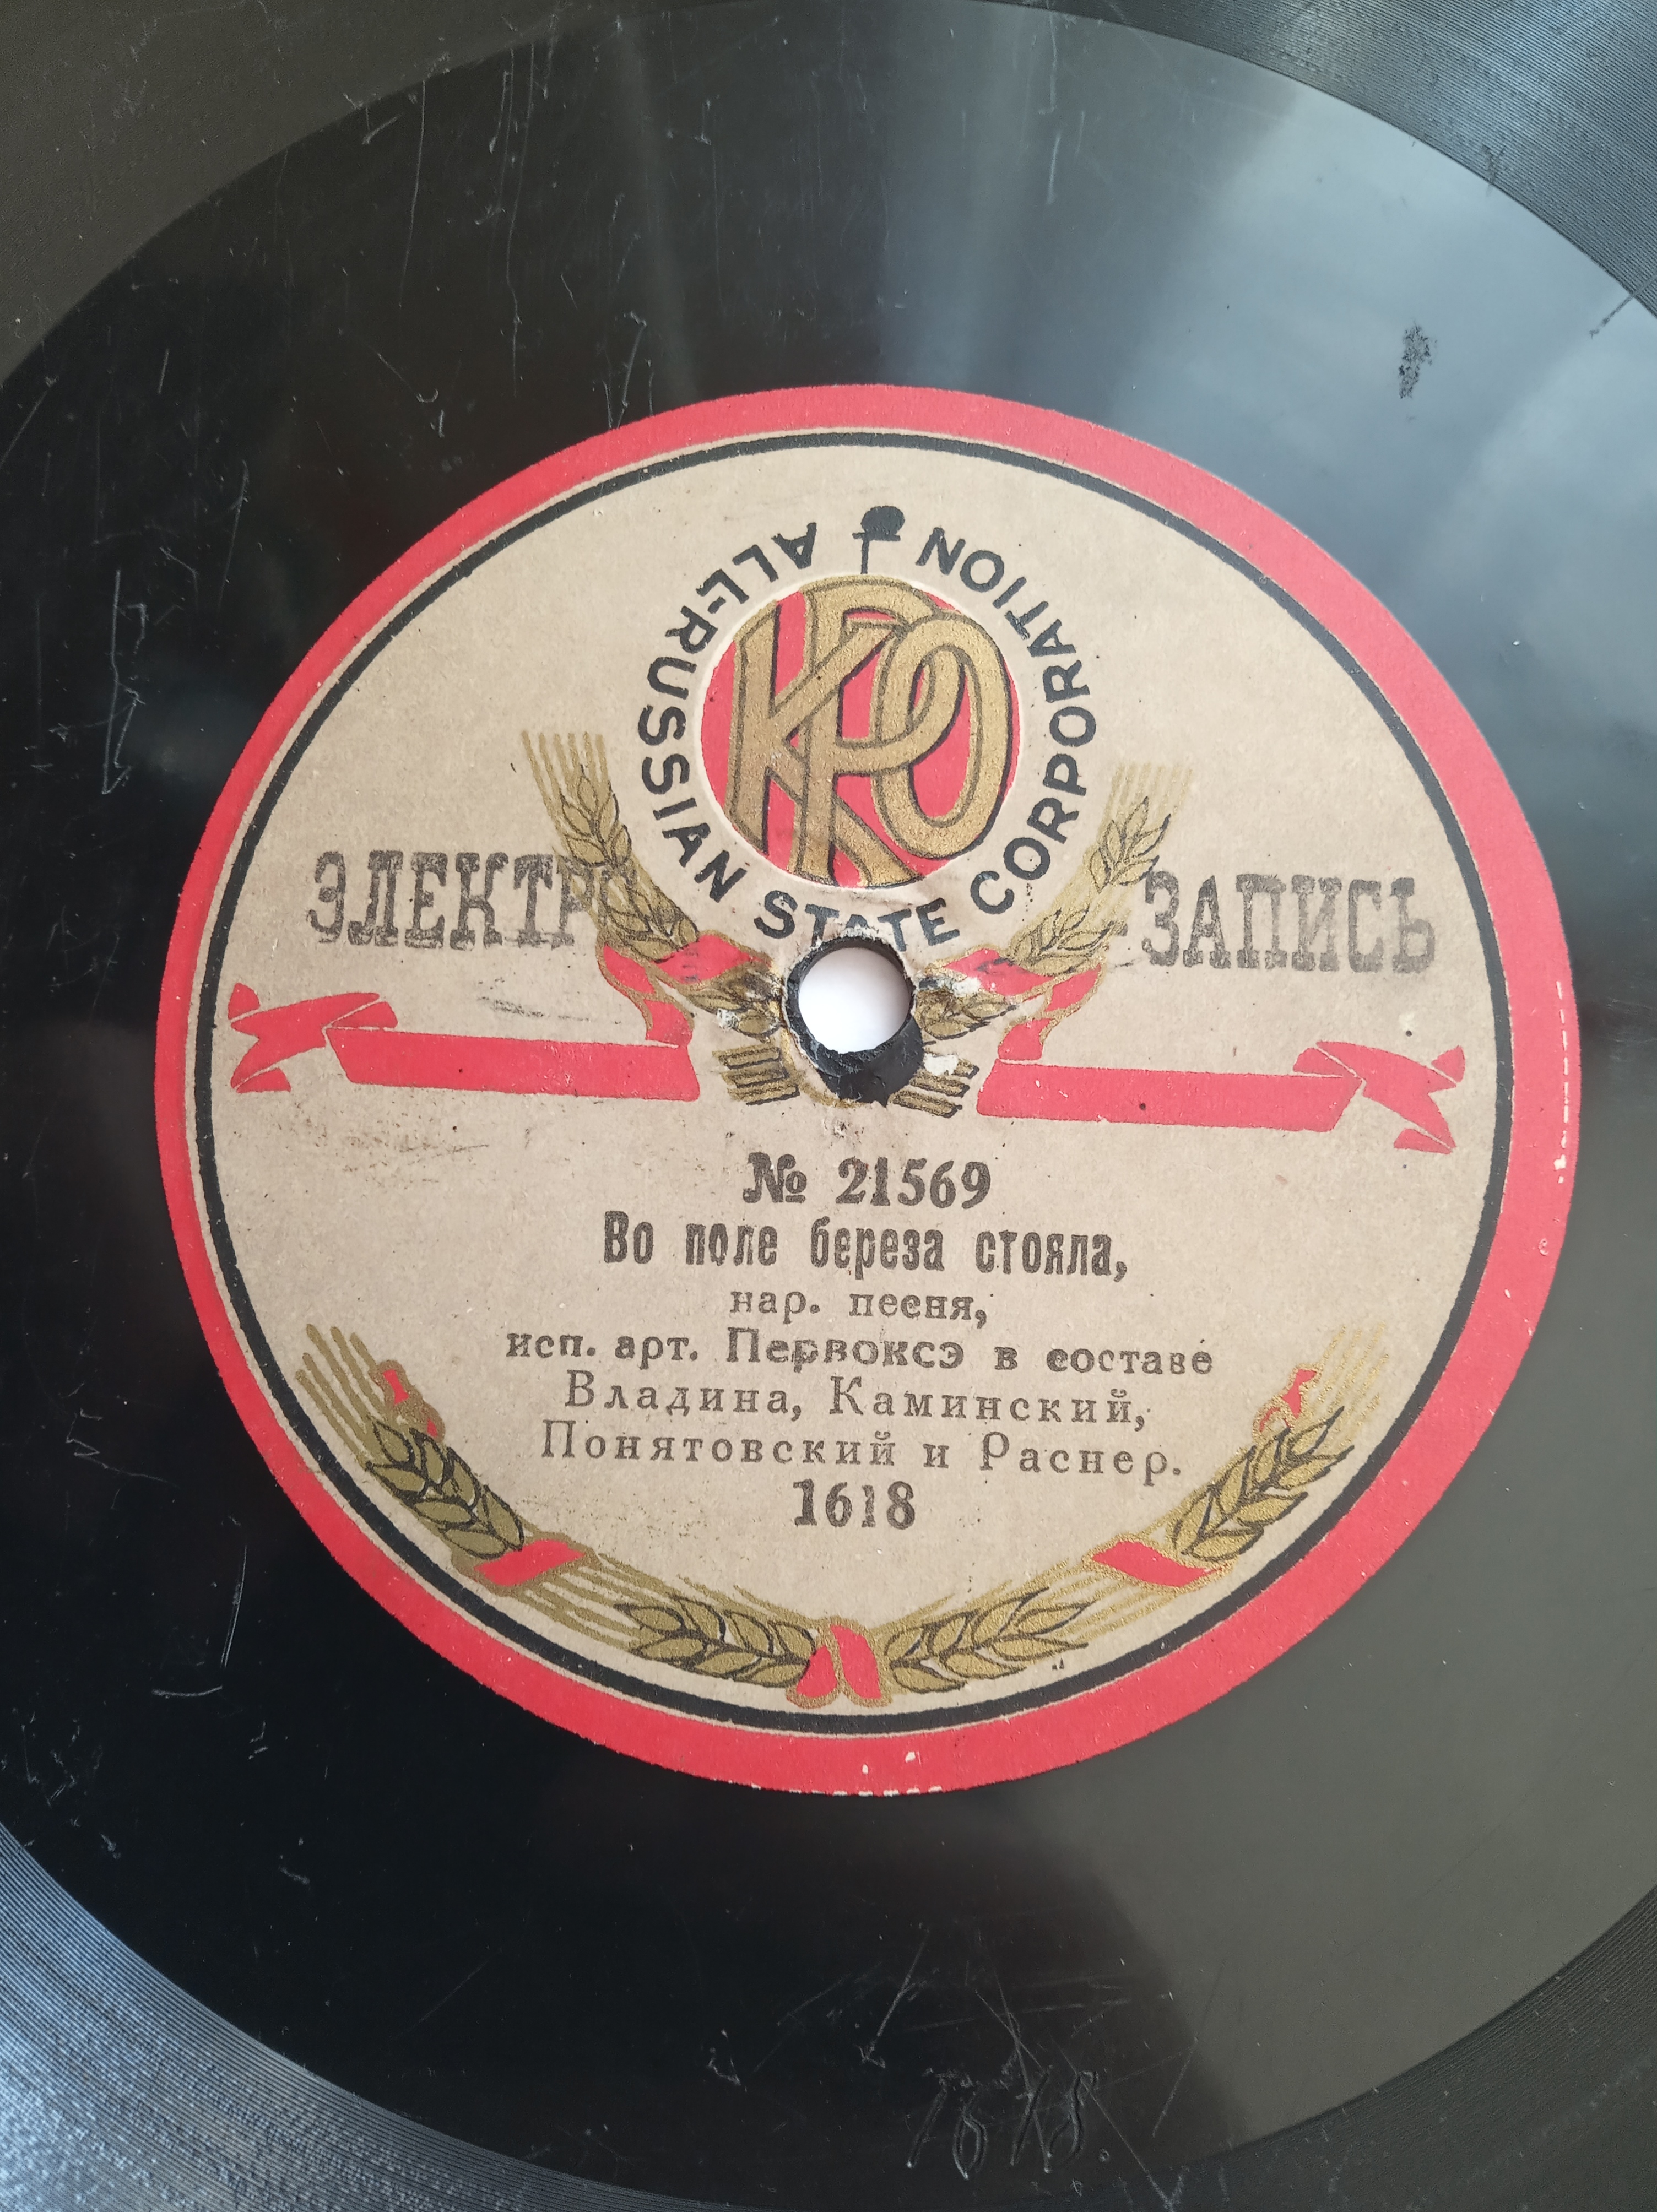 ALL-RUSSIAN STATE CORPORATION
КРО
ЭЛЕКТРО-ЗАПИСЬ
№ 21569
Во поле береза стояла,
нар. песня,
исп. арт. Первоксэ в составе
Владина, Каминский,
Понятовский и Раснер.
1618
1618.